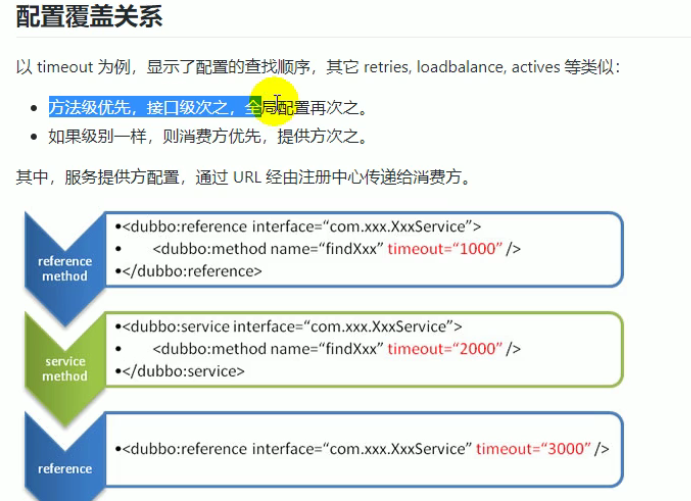 配置覆盖关系
以 timeout 为例，显示了配置的查找顺序，其它 retries, loadbalance, actives 等类似：
• 方法级优先，接口级次之，全局配置再次之。
• 如果级别一样，则消费方优先，提供方次之。
其中，服务提供方配置，通过 URL 经由注册中心传递给消费方。
reference
method
•<dubbo:reference interface=“com.xxx.XxxService”>
• <dubbo:method name=“findXxx” timeout=“1000” />
•</dubbo:reference>
service
method
•<dubbo:service interface=“com.xxx.XxxService”>
• <dubbo:method name=“findXxx” timeout=“2000” />
•</dubbo:service>
reference
•<dubbo:reference interface=“com.xxx.XxxService” timeout=“3000” />